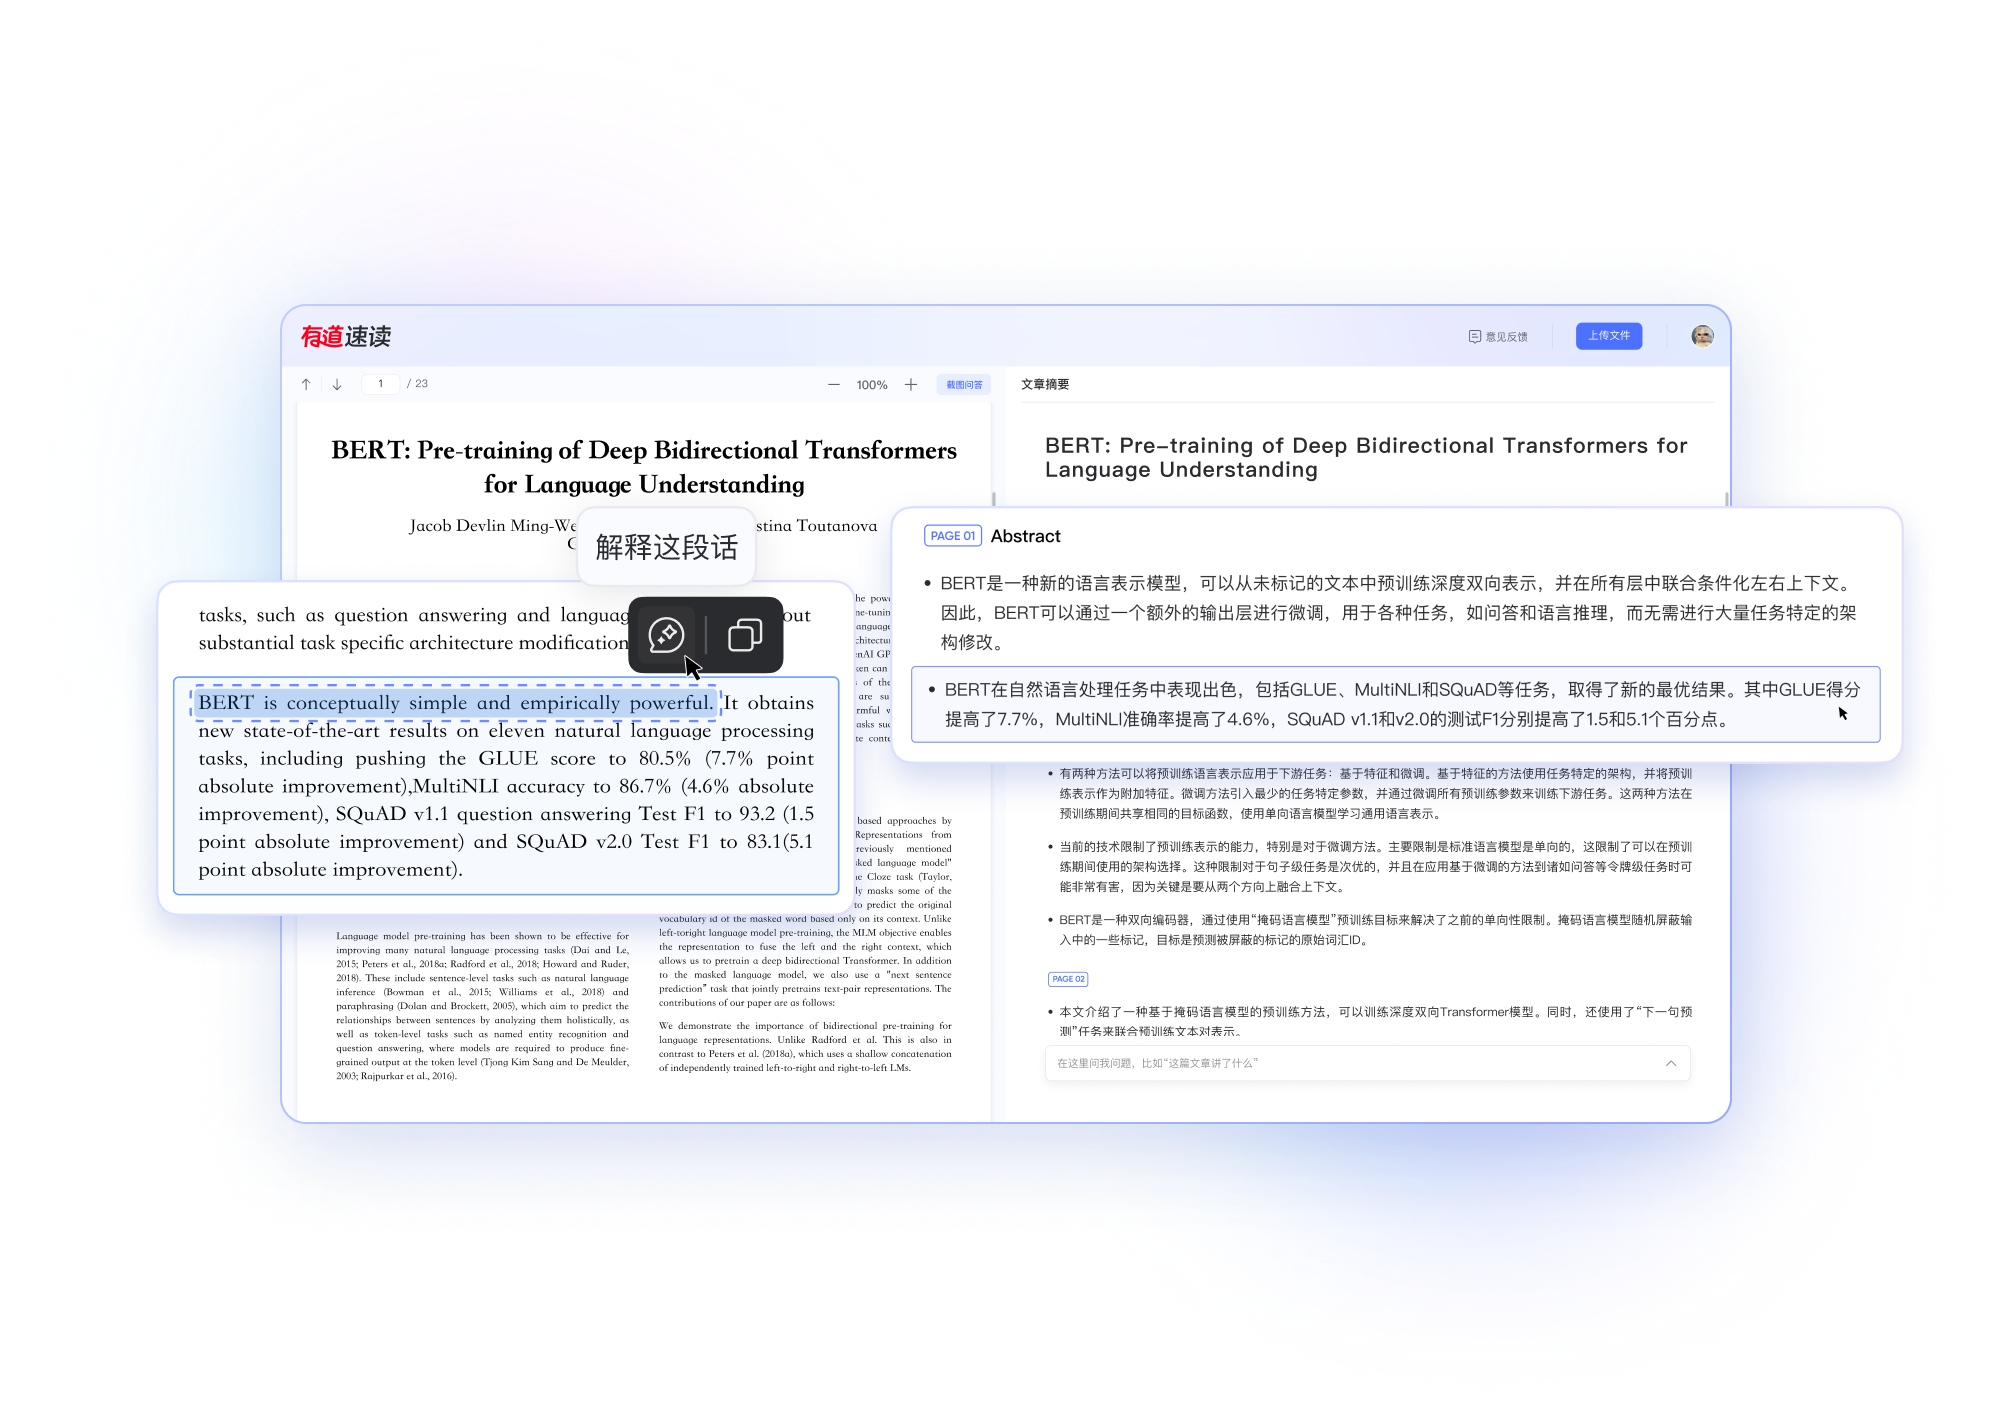 有道速读
意见反馈
上传文件
1 / 23
100%
截图问答
文章摘要
BERT: Pre-training of Deep Bidirectional Transformers
for Language Understanding
Jacob Devlin Ming-We
stina Toutanova
解释这段话
tasks, such as question answering and languag
out
substantial task specific architecture modification
BERT is conceptually simple and empirically powerful. It obtains
new state-of-the-art results on eleven natural language processing
tasks, including pushing the GLUE score to 80.5% (7.7% point
absolute improvement),MultiNLI accuracy to 86.7% (4.6% absolute
improvement), SQuAD v1.1 question answering Test F1 to 93.2 (1.5
point absolute improvement) and SQuAD v2.0 Test F1 to 83.1(5.1
point absolute improvement).
Language model pre-training has been shown to be effective for
improving many natural language processing tasks (Dai and Le,
2015; Peters et al., 2018a; Radford et al., 2018; Howard and Ruder,
2018). These include sentence-level tasks such as natural language
inference (Bowman et al., 2015; Williams et al., 2018) and
paraphrasing (Dolan and Brockett, 2005), which aim to predict the
relationships between sentences by analyzing them holistically, as
well as token-level tasks such as named entity recognition and
question answering, where models are required to produce fine-
grained output at the token level (Tjong Kim Sang and De Meulder,
2003; Rajpurkar et al., 2016).
he pow
ne-tunin
anguage
chitectu
nAI GP
ken can
s of the
are su
rmful w
asks suc
te conte
based approaches by
Representations from
reviously mentioned
sked language model"
e Cloze task (Taylor,
ly masks some of the
to predict the original
vocabulary id of the masked word based only on its context. Unlike
left-toright language model pre-training, the MLM objective enables
the representation to fuse the left and the right context, which
allows us to pretrain a deep bidirectional Transformer. In addition
to the masked language model, we also use a "next sentence
prediction" task that jointly pretrains text-pair representations. The
contributions of our paper are as follows:
We demonstrate the importance of bidirectional pre-training for
language representations. Unlike Radford et al. This is also in
contrast to Peters et al. (2018a), which uses a shallow concatenation
of independently trained left-to-right and right-to-left LMs.
BERT: Pre-training of Deep Bidirectional Transformers for
Language Understanding
PAGE 01 Abstract
• BERT是一种新的语言表示模型，可以从未标记的文本中预训练深度双向表示，并在所有层中联合条件化左右上下文。
因此，BERT可以通过一个额外的输出层进行微调，用于各种任务，如问答和语言推理，而无需进行大量任务特定的架
构修改。
• BERT在自然语言处理任务中表现出色，包括GLUE、MultiNLI和SQuAD等任务，取得了新的最优结果。其中GLUE得分
提高了7.7%，MultiNLI准确率提高了4.6%，SQuAD v1.1和v2.0的测试F1分别提高了1.5和5.1个百分点。
• 有两种方法可以将预训练语言表示应用于下游任务：基于特征和微调。基于特征的方法使用任务特定的架构，并将预训
练表示作为附加特征。微调方法引入最少的任务特定参数，并通过微调所有预训练参数来训练下游任务。这两种方法在
预训练期间共享相同的目标函数，使用单向语言模型学习通用语言表示。
• 当前的技术限制了预训练表示的能力，特别是对于微调方法。主要限制是标准语言模型是单向的，这限制了可以在预训
练期间使用的架构选择。这种限制对于句子级任务是次优的，并且在应用基于微调的方法到诸如问答等令牌级任务时可
能非常有害，因为关键是要从两个方向上融合上下文。
• BERT是一种双向编码器，通过使用“掩码语言模型”预训练目标来解决了之前的单向性限制。掩码语言模型随机屏蔽输
入中的一些标记，目标是预测被屏蔽的标记的原始词汇ID。
PAGE 02
• 本文介绍了一种基于掩码语言模型的预训练方法，可以训练深度双向Transformer模型。同时，还使用了“下一句预
测”任务来联合预训练文本对表示。
在这里问我问题，比如“这篇文章讲了什么”